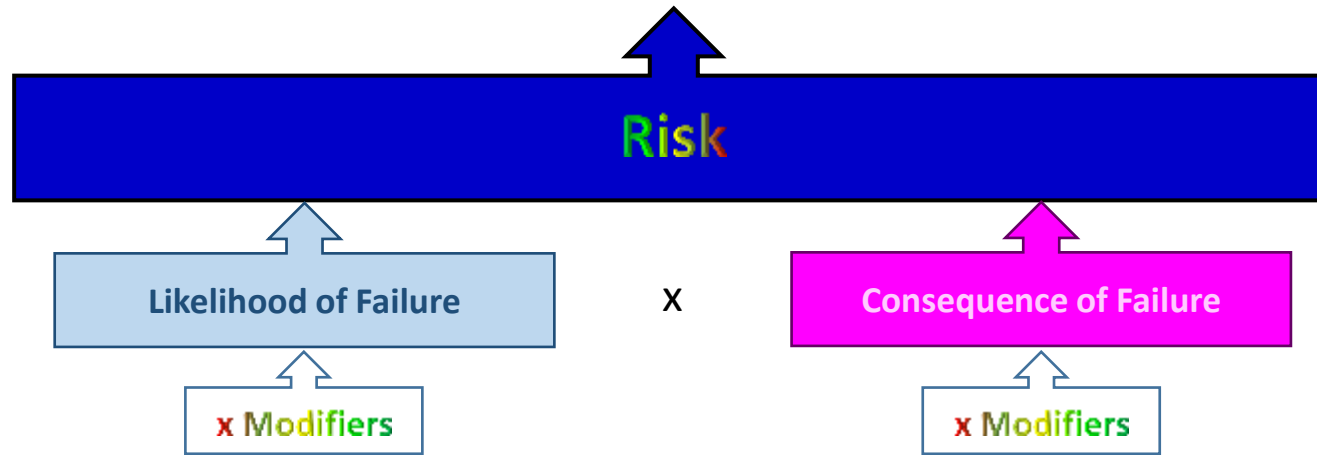 Risk
Likelihood of Failure
x
Consequence of Failure
x Modifiers
x Modifiers